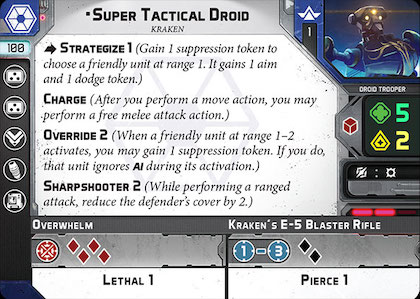 •Super Tactical Droid
KRAKEN
100
1
Strategize 1 (Gain 1 suppression token to
choose a friendly unit at range 1. It gains 1 aim
and 1 dodge token.)
Charge (After you perform a move action, you may
perform a free melee attack action.)
Override 2 (When a friendly unit at range 1–2
activates, you may gain 1 suppression token. If you do,
that unit ignores AI during its activation.)
Sharpshooter 2 (While performing a ranged
attack, reduce the defender's cover by 2.)
DROID TROOPER
5
2
: -
Overwhelm
Lethal 1
Kraken's E-5 Blaster Rifle
1 - 3
Pierce 1